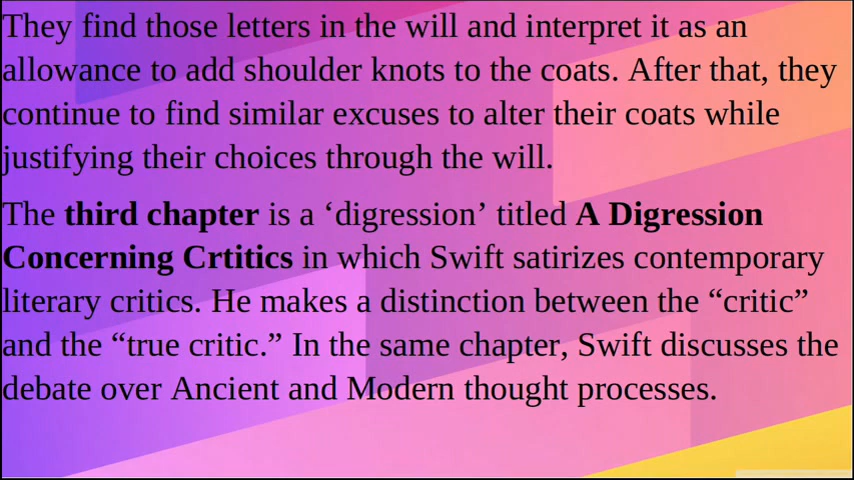 They find those letters in the will and interpret it as an
allowance to add shoulder knots to the coats. After that, they
continue to find similar excuses to alter their coats while
justifying their choices through the will.
The third chapter is a ‘digression’ titled A Digression
Concerning Crtitics in which Swift satirizes contemporary
literary critics. He makes a distinction between the “critic”
and the “true critic.” In the same chapter, Swift discusses the
debate over Ancient and Modern thought processes.